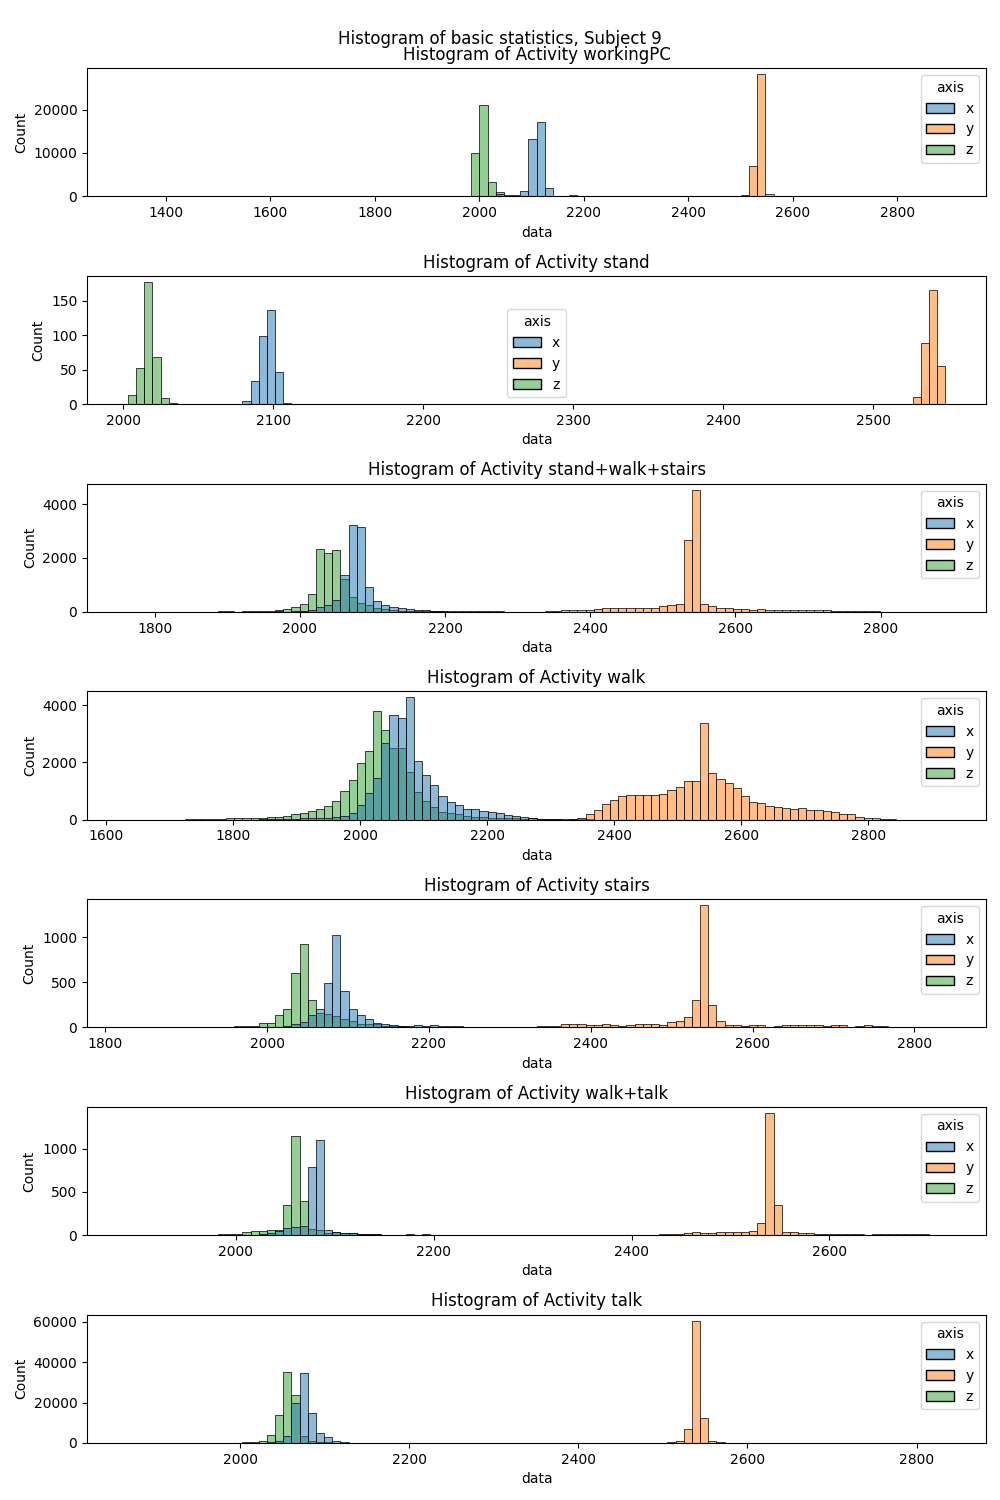 Histogram of basic statistics, Subject 9
Histogram of Activity workingPC
Count
20000
10000
0
axis
x
y
z
1400 1600 1800 2000 2200 2400 2600 2800
data
Histogram of Activity stand
Count
150
100
50
0
axis
x
y
z
2000 2100 2200 2300 2400 2500
data
Histogram of Activity stand+walk+stairs
Count
4000
2000
0
axis
x
y
z
1800 2000 2200 2400 2600 2800
data
Histogram of Activity walk
Count
4000
2000
0
axis
x
y
z
1600 1800 2000 2200 2400 2600 2800
data
Histogram of Activity stairs
Count
1000
500
0
axis
x
y
z
1800 2000 2200 2400 2600 2800
data
Histogram of Activity walk+talk
Count
1000
500
0
axis
x
y
z
2000 2200 2400 2600
data
Histogram of Activity talk
Count
60000
40000
20000
0
axis
x
y
z
2000 2200 2400 2600 2800
data